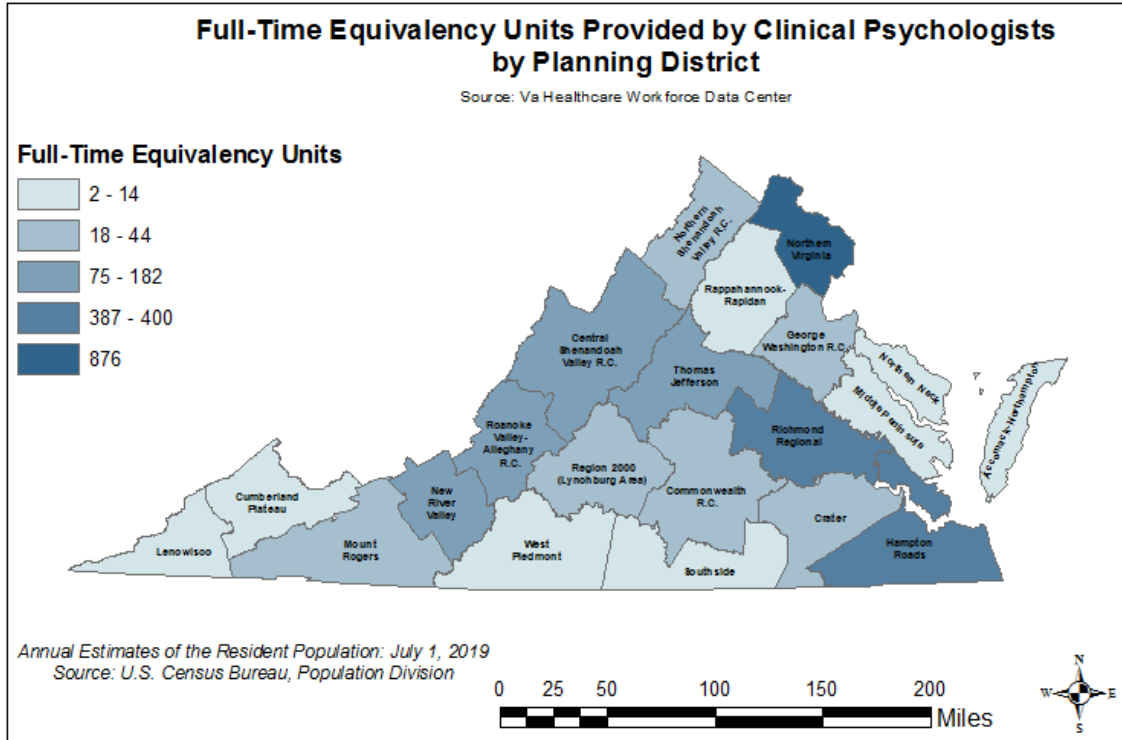 Full-Time Equivalency Units Provided by Clinical Psychologists
by Planning District
Source: Va Healthcare Workforce Data Center
Full-Time Equivalency Units
2 - 14
18 - 44
75 - 182
387 - 400
876
Northern
Shenandoah
Valley R.C.
Northern
Virginia
Rappahannook-
Rapidan
Central
Shenandoah
Valley R.C.
George
Washington R.C.
Northern Neck
Thomas
Jefferson
Middle Peninsula
Accomack-Northampton
Roanoke
Valley-
Alleghany
R.C.
Richmond
Regional
Region 2000
(Lynohburg Area)
Commonwealth
R.C.
Cumberland
Plateau
New
River
Valley
Crater
Lenowisoo
Mount
Rogers
West
Piedmont
Southside
Hampton
Roads
Annual Estimates of the Resident Population: July 1, 2019
Source: U.S. Census Bureau, Population Division
0 25 50 100 150 200
Miles
N
W E
S